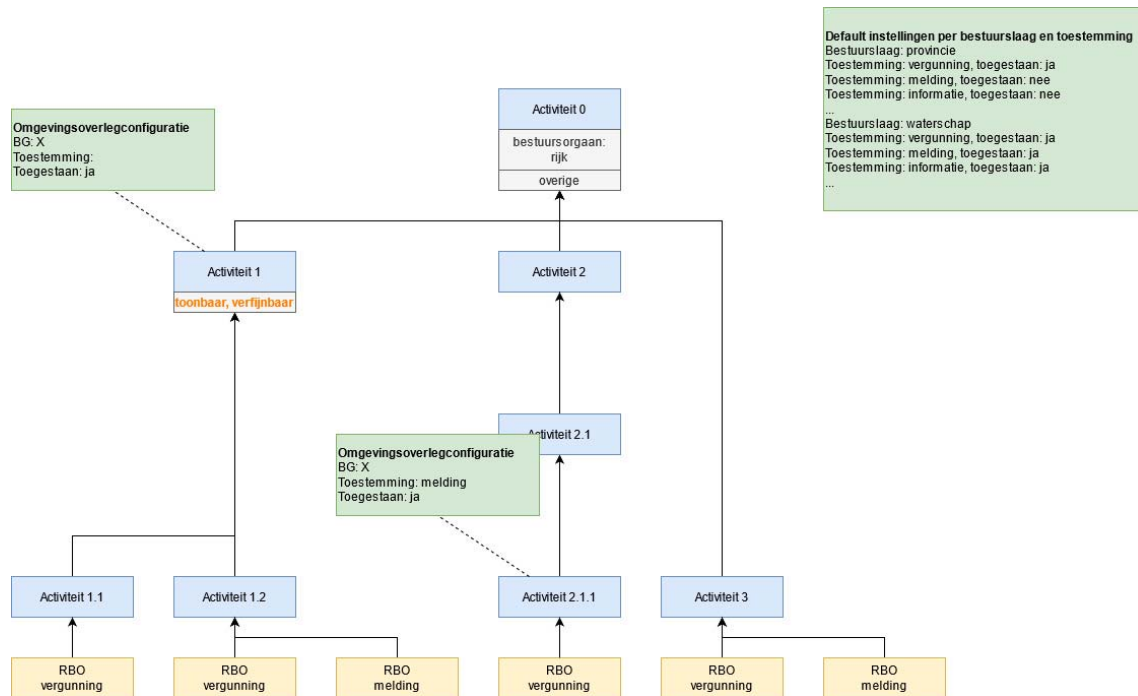 Default instellingen per bestuurslaag en toestemming
Bestuurslaag: provincie
Toestemming: vergunning, toegestaan: ja
Toestemming: melding, toegestaan: nee
Toestemming: informatie, toegestaan: nee
...
Bestuurslaag: waterschap
Toestemming: vergunning, toegestaan: ja
Toestemming: melding, toegestaan: ja
Toestemming: informatie, toegestaan: ja
...
Activiteit 0
bestuursorgaan:
rijk
overige
Omgevingsoverlegconfiguratie
BG: X
Toestemming:
Toegestaan: ja
Activiteit 1
toonbaar, verfijnbaar
Activiteit 2
Activiteit 2.1
Omgevingsoverlegconfiguratie
BG: X
Toestemming: melding
Toegestaan: ja
Activiteit 1.1
Activiteit 1.2
Activiteit 2.1.1
Activiteit 3
RBO
vergunning
RBO
vergunning
RBO
melding
RBO
vergunning
RBO
vergunning
RBO
melding